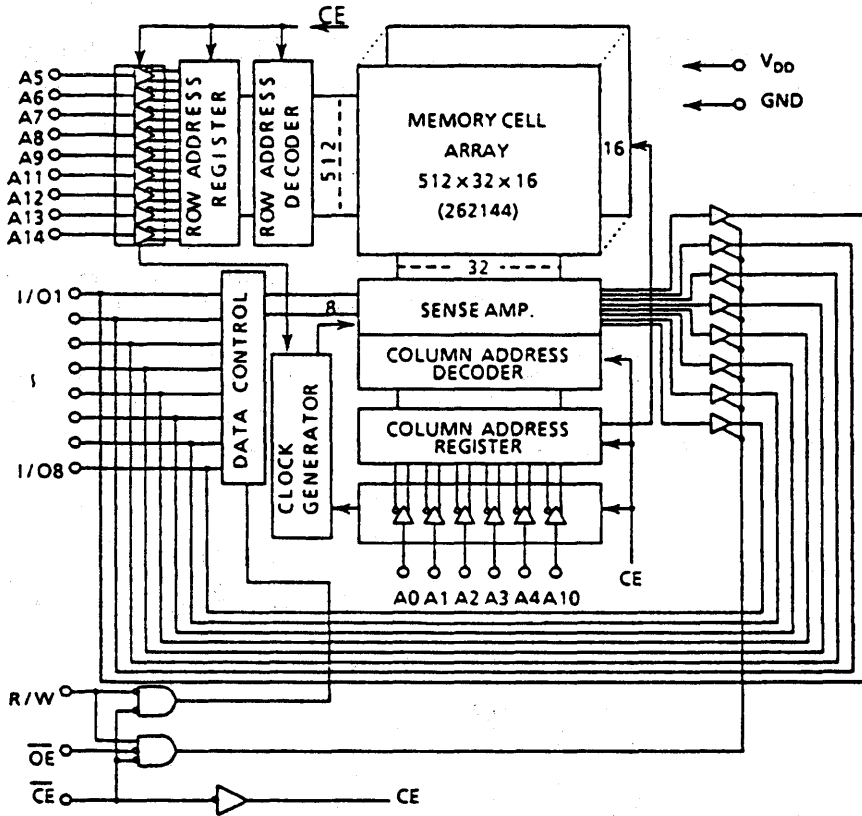 CE
A5
A6
A7
A8
A9
A11
A12
A13
A14
ROW ADDRESS
REGISTER
ROW ADDRESS
DECODER
512
MEMORY CELL
ARRAY
512 x 32 x 16
(262144)
16
VDD
GND
32
I/O1
I/O8
DATA CONTROL
8
CLOCK
GENERATOR
SENSE AMP.
COLUMN ADDRESS
DECODER
COLUMN ADDRESS
REGISTER
CE
A0 A1 A2 A3 A4 A10
R/W
OE
CE
CE